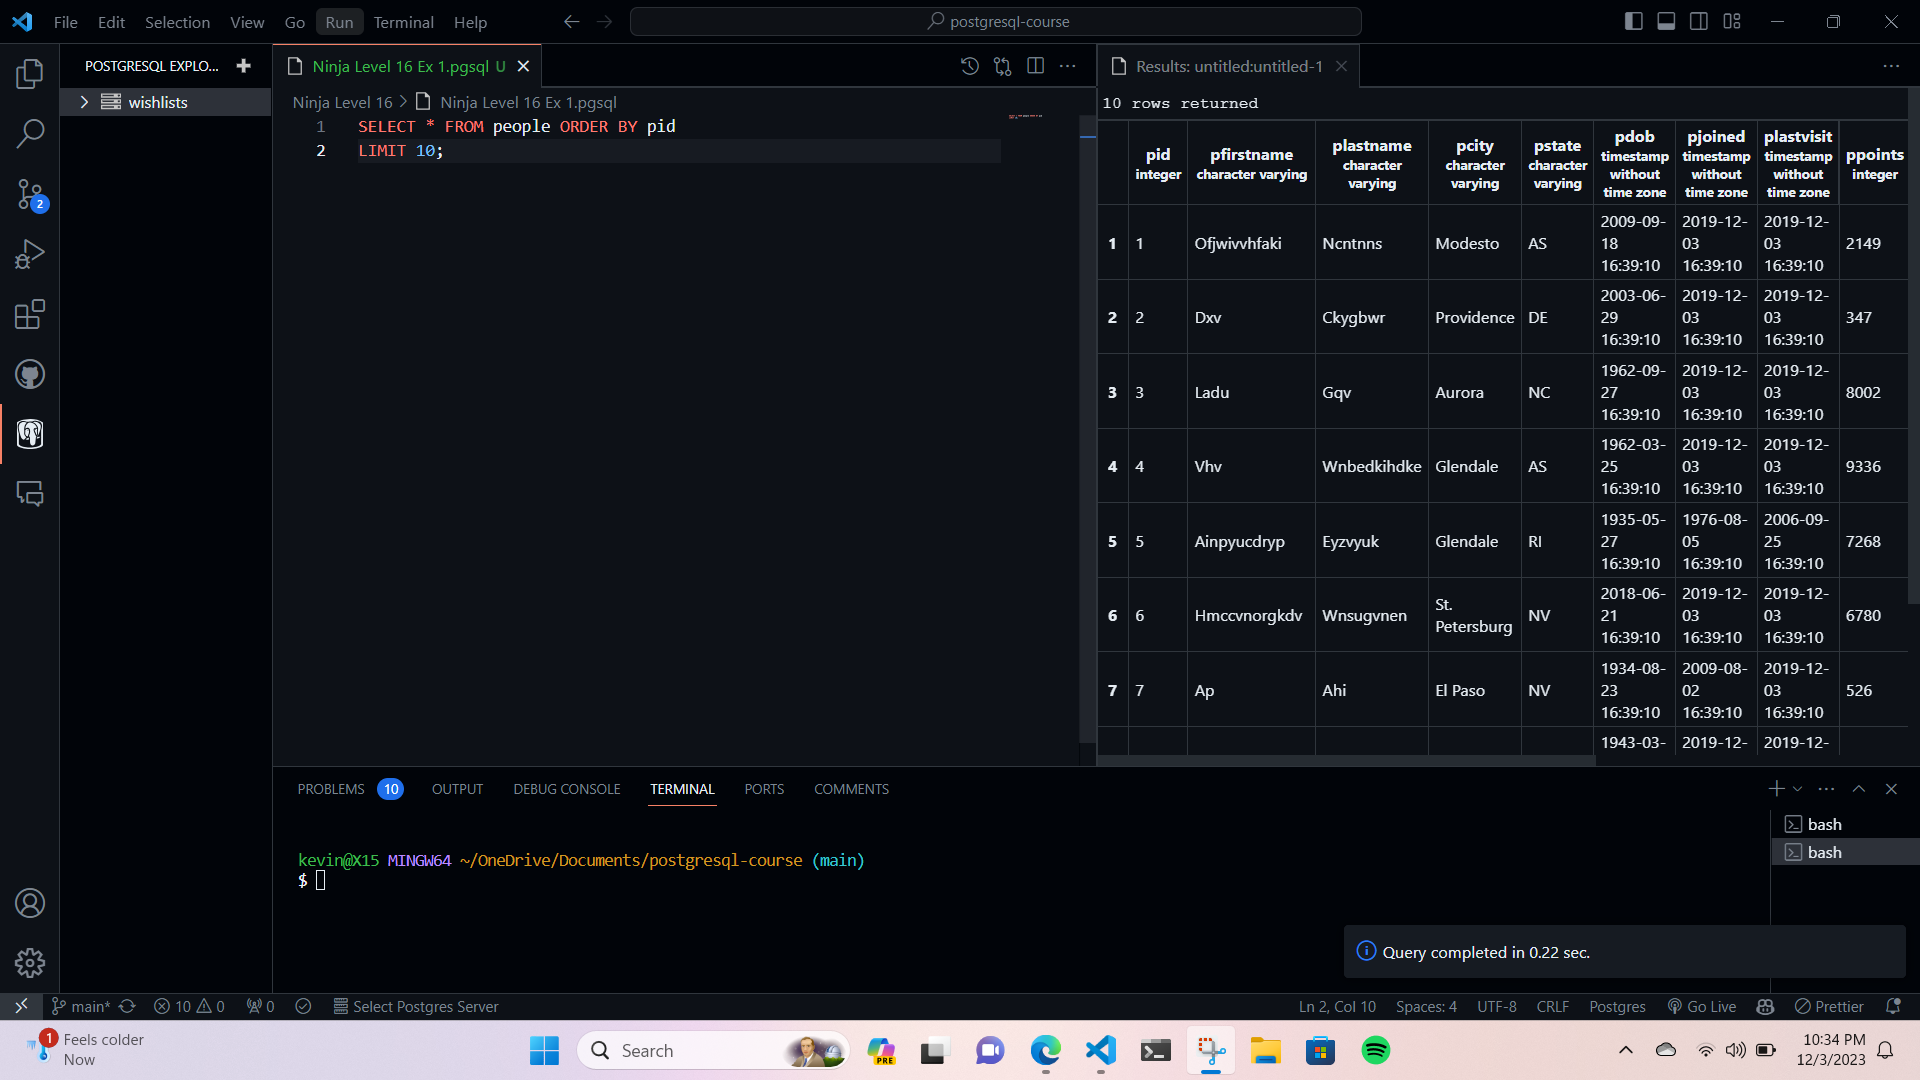 File Edit Selection View Go Run Terminal Help
postgresql-course
POSTGRESQL EXPLO...
wishlists
2
Ninja Level 16 Ex 1.pgsql U
Ninja Level 16 > Ninja Level 16 Ex 1.pgsql
1 SELECT * FROM people ORDER BY pid
2 LIMIT 10;
Results: untitled:untitled-1
10 rows returned
pid integer
pfirstname character varying
plastname character varying
pcity character varying
pstate character varying
pdob timestamp without time zone
pjoined timestamp without time zone
plastvisit timestamp without time zone
ppoints integer
1 1 Ofjwivvhfaki Ncntnns Modesto AS 2009-09-18 16:39:10 2019-12-03 16:39:10 2019-12-03 16:39:10 2149
2 2 Dxv Ckygbwr Providence DE 2003-06-29 16:39:10 2019-12-03 16:39:10 2019-12-03 16:39:10 347
3 3 Ladu Gqv Aurora NC 1962-09-27 16:39:10 2019-12-03 16:39:10 2019-12-03 16:39:10 8002
4 4 Vhv Wnbedkihdke Glendale AS 1962-03-25 16:39:10 2019-12-03 16:39:10 2019-12-03 16:39:10 9336
5 5 Ainpyucdryp Eyzvyuk Glendale RI 1935-05-27 16:39:10 1976-08-05 16:39:10 2006-09-25 16:39:10 7268
6 6 Hmccvnorgkdv Wnsugvnen St. Petersburg NV 2018-06-21 16:39:10 2019-12-03 16:39:10 2019-12-03 16:39:10 6780
7 7 Ap Ahi El Paso NV 1934-08-23 16:39:10 2009-08-02 16:39:10 2019-12-03 16:39:10 526
1943-03- 2019-12- 2019-12-
PROBLEMS 10 OUTPUT DEBUG CONSOLE TERMINAL PORTS COMMENTS
kevin@X15 MINGW64 ~/OneDrive/Documents/postgresql-course (main)
$
bash
bash
Query completed in 0.22 sec.
main* 10 0 0 Select Postgres Server Ln 2, Col 10 Spaces: 4 UTF-8 CRLF Postgres Go Live Prettier
1 Feels colder
Now
Search
PRE
10:34 PM
12/3/2023